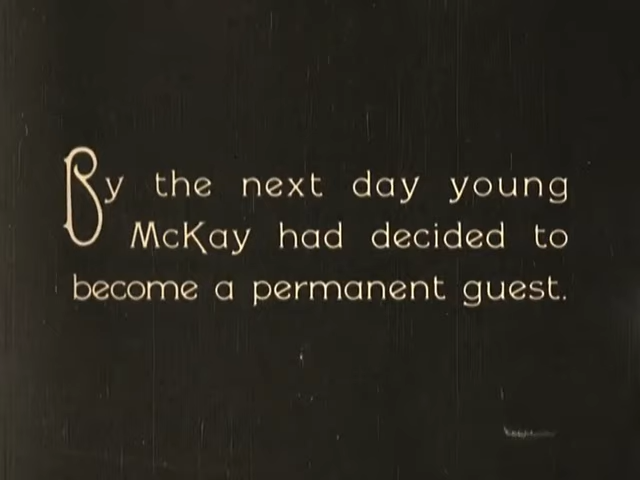 By the next day young
McKay had decided to
become a permanent guest.